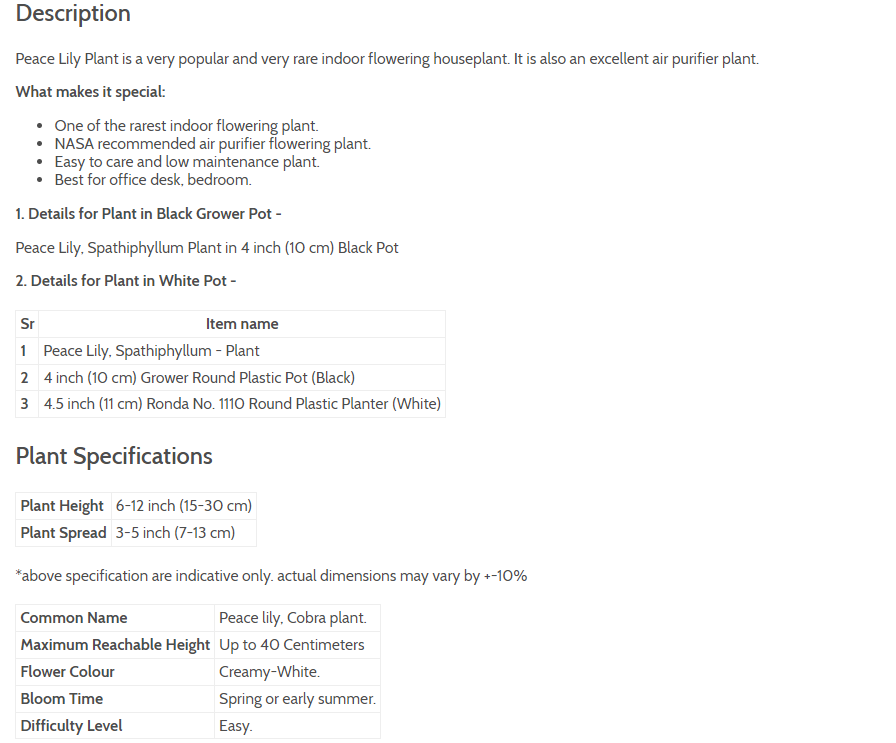 Description
Peace Lily Plant is a very popular and very rare indoor flowering houseplant. It is also an excellent air purifier plant.
What makes it special:
• One of the rarest indoor flowering plant.
• NASA recommended air purifier flowering plant.
• Easy to care and low maintenance plant.
• Best for office desk, bedroom.
1. Details for Plant in Black Grower Pot -
Peace Lily, Spathiphyllum Plant in 4 inch (10 cm) Black Pot
2. Details for Plant in White Pot -
Sr Item name
1 Peace Lily, Spathiphyllum - Plant
2 4 inch (10 cm) Grower Round Plastic Pot (Black)
3 4.5 inch (11 cm) Ronda No. 1110 Round Plastic Planter (White)
Plant Specifications
Plant Height 6-12 inch (15-30 cm)
Plant Spread 3-5 inch (7-13 cm)
*above specification are indicative only. actual dimensions may vary by +-10%
Common Name Peace lily, Cobra plant.
Maximum Reachable Height Up to 40 Centimeters
Flower Colour Creamy-White.
Bloom Time Spring or early summer.
Difficulty Level Easy.